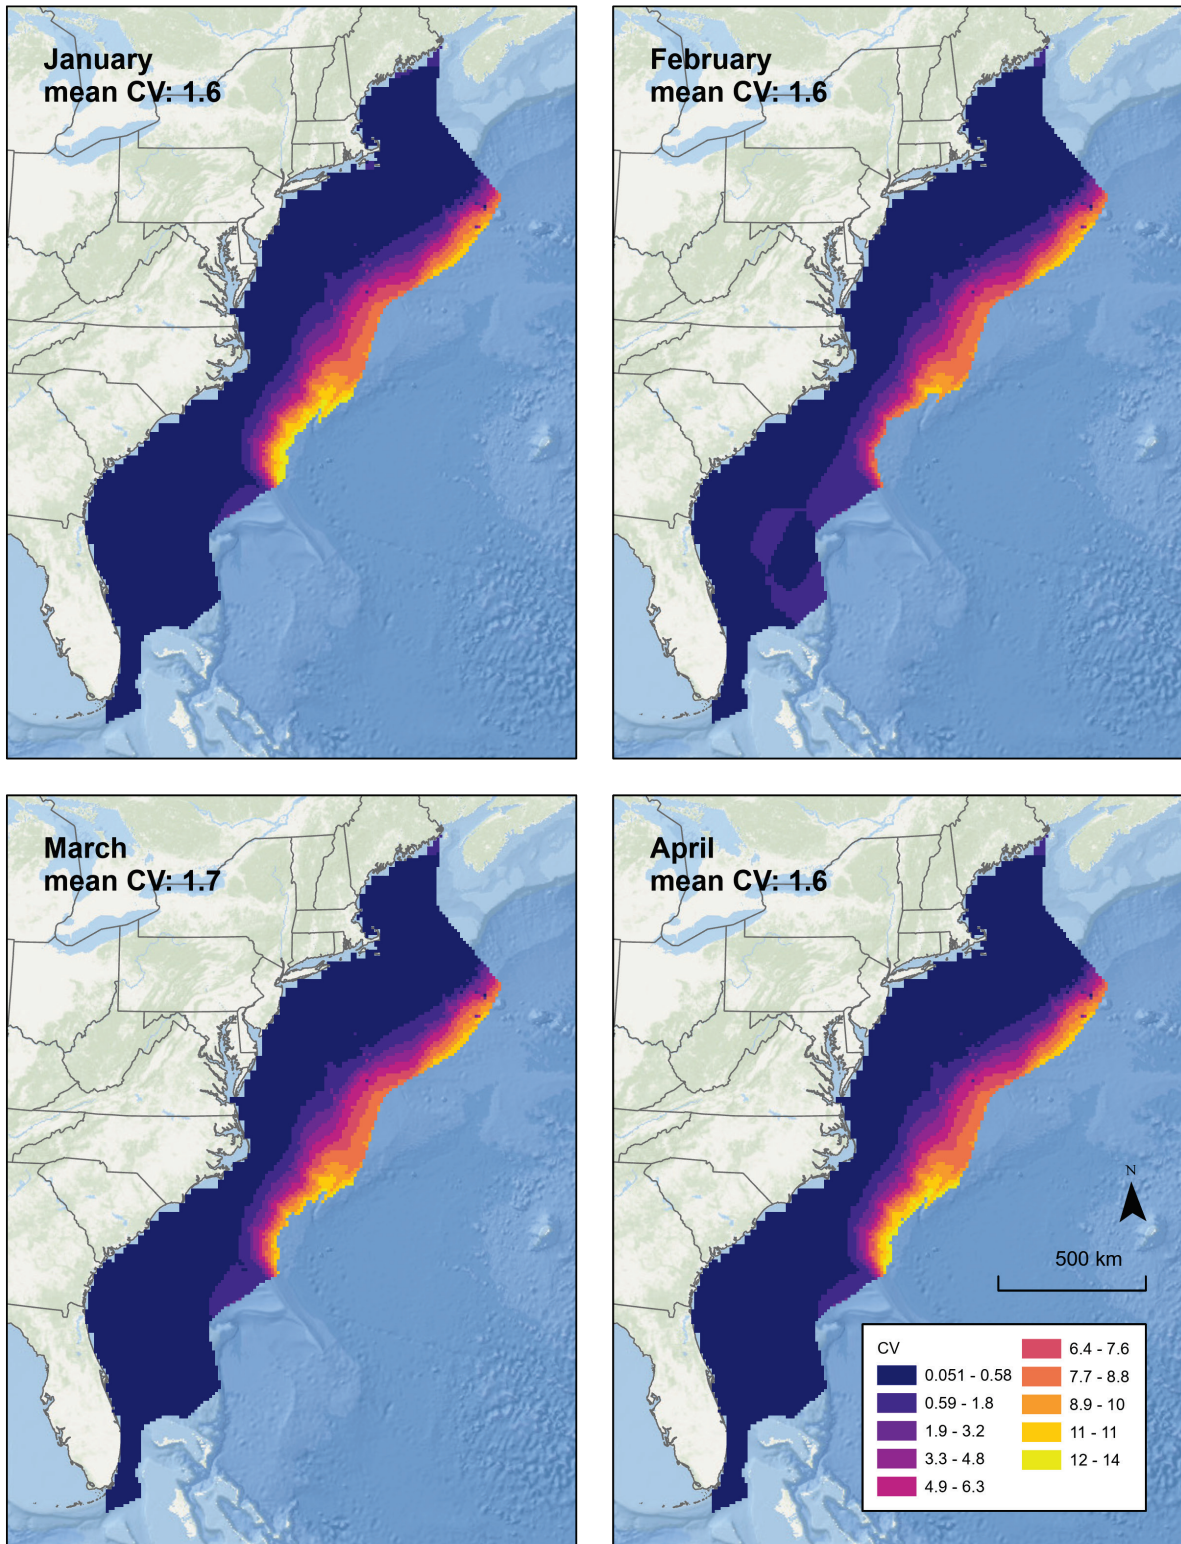 January
mean CV: 1.6
February
mean CV: 1.6
March
mean CV: 1.7
April
mean CV: 1.6
N
500 km
CV
0.051 - 0.58
0.59 - 1.8
1.9 - 3.2
3.3 - 4.8
4.9 - 6.3
6.4 - 7.6
7.7 - 8.8
8.9 - 10
11 - 11
12 - 14